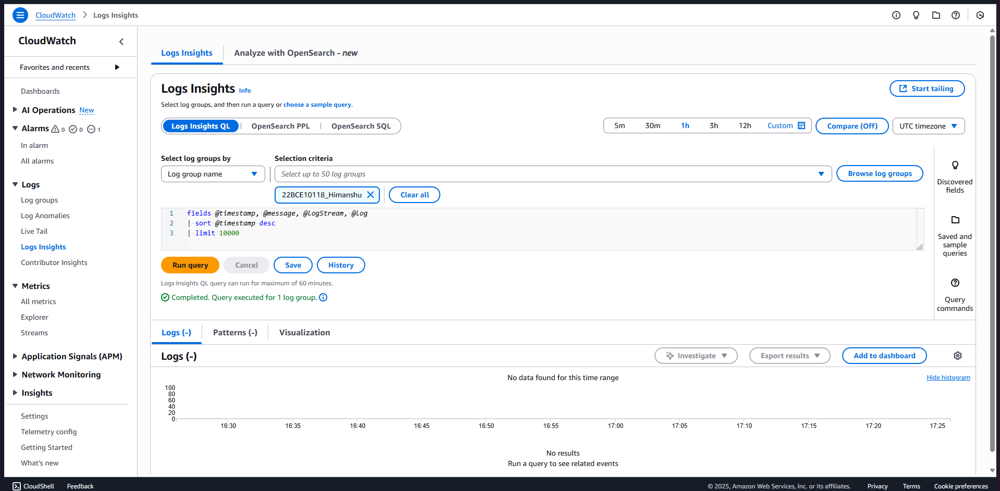 CloudWatch > Logs Insights
CloudWatch
Favorites and recents
Dashboards
AI Operations New
Alarms 0 0 1
In alarm
All alarms
Logs
Log groups
Log Anomalies
Live Tail
Logs Insights
Contributor Insights
Metrics
All metrics
Explorer
Streams
Application Signals (APM)
Network Monitoring
Insights
Settings
Telemetry config
Getting Started
What's new
Logs Insights
Analyze with OpenSearch - new
Logs Insights Info
Start tailing
Select log groups, and then run a query or choose a sample query.
Logs Insights QL | OpenSearch PPL | OpenSearch SQL
5m 30m 1h 3h 12h Custom
Compare (Off)
UTC timezone
Select log groups by
Log group name
Selection criteria
Select up to 50 log groups
Browse log groups
22BCE10118_Himanshu
Clear all
1 fields @timestamp, @message, @logStream, @log
2 | sort @timestamp desc
3 | limit 10000
Discovered
fields
Saved and
sample
queries
Query
commands
Run query
Cancel
Save
History
Logs Insights QL query can run for maximum of 60 minutes.
Completed. Query executed for 1 log group.
Logs (-)
Patterns (-)
Visualization
Logs (-)
Investigate
Export results
Add to dashboard
No data found for this time range
Hide histogram
100
80
60
40
20
0
16:30 16:35 16:40 16:45 16:50 16:55 17:00 17:05 17:10 17:15 17:20 17:25
No results
Run a query to see related events
CloudShell
Feedback
© 2025, Amazon Web Services, Inc. or its affiliates.
Privacy
Terms
Cookie preferences